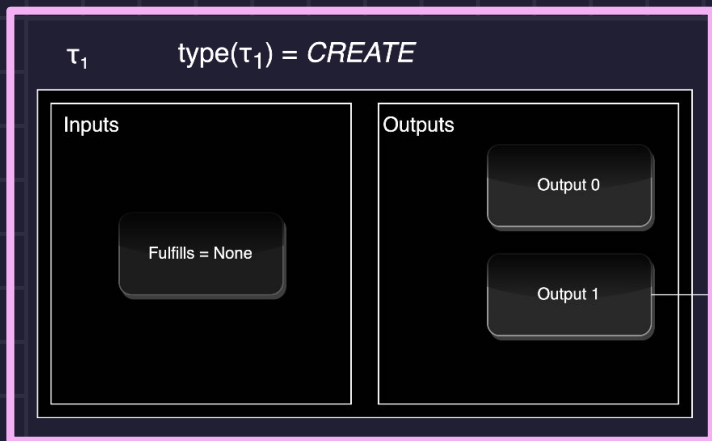 τ₁ type(τ₁) = CREATE
Inputs
Outputs
Output 0
Fulfills = None
Output 1